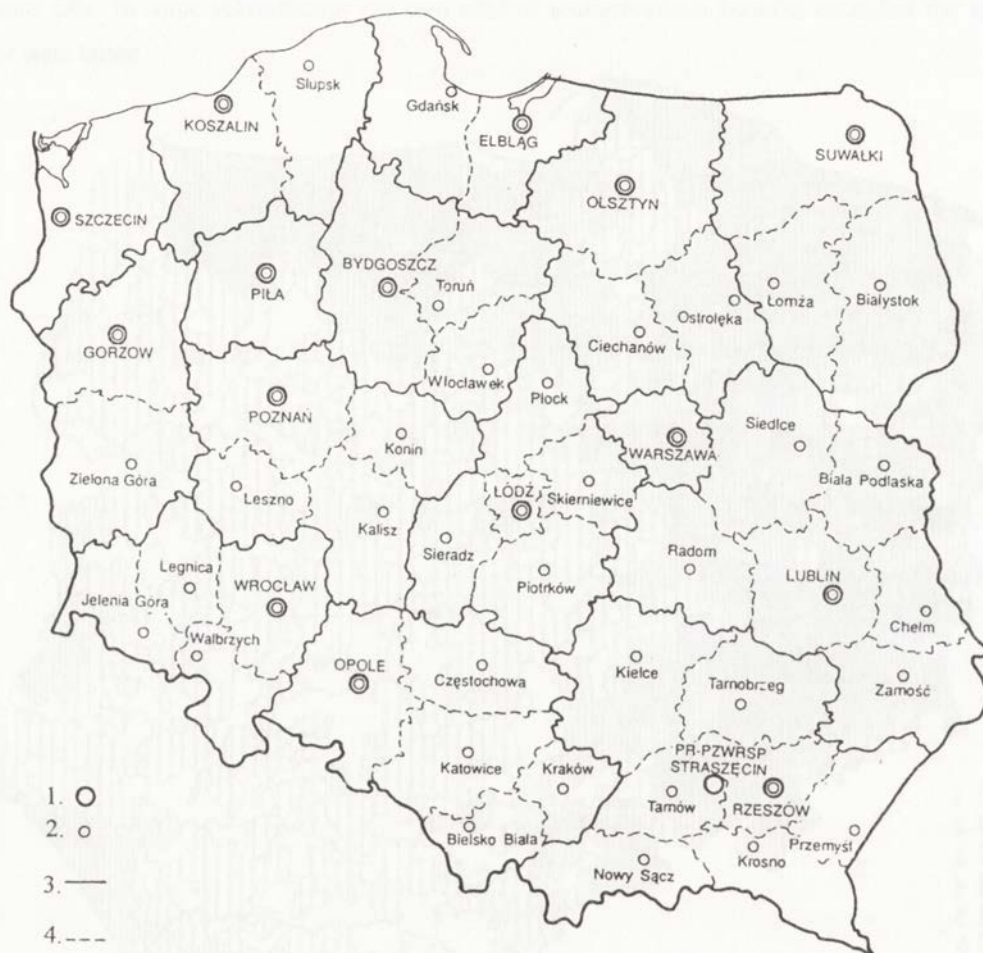 Słupsk
Gdańsk
KOSZALIN
ELBLĄG
SUWAŁKI
OLSZTYN
SZCZECIN
BYDGOSZCZ
PIŁA
Toruń
Łomża
Białystok
Ostrołęka
GORZOW
Ciechanów
Włocławek
Płock
POZNAŃ
Konin
Siedlce
WARSZAWA
Zielona Góra
Leszno
ŁÓDŹ
Skierniewice
Biała Podlaska
Kalisz
Sieradz
Radom
Legnica
WROCŁAW
Piotrków
LUBLIN
Jelenia Góra
Chełm
Wałbrzych
OPOLE
Częstochowa
Kielce
Tarnobrzeg
Zamość
PR-PZWRSP
STRASZĘCIN
Katowice
Kraków
1.
Tarnów
RZESZÓW
2.
Bielsko Biała
Przemyśl
Krosno
Nowy Sącz
3.
4.